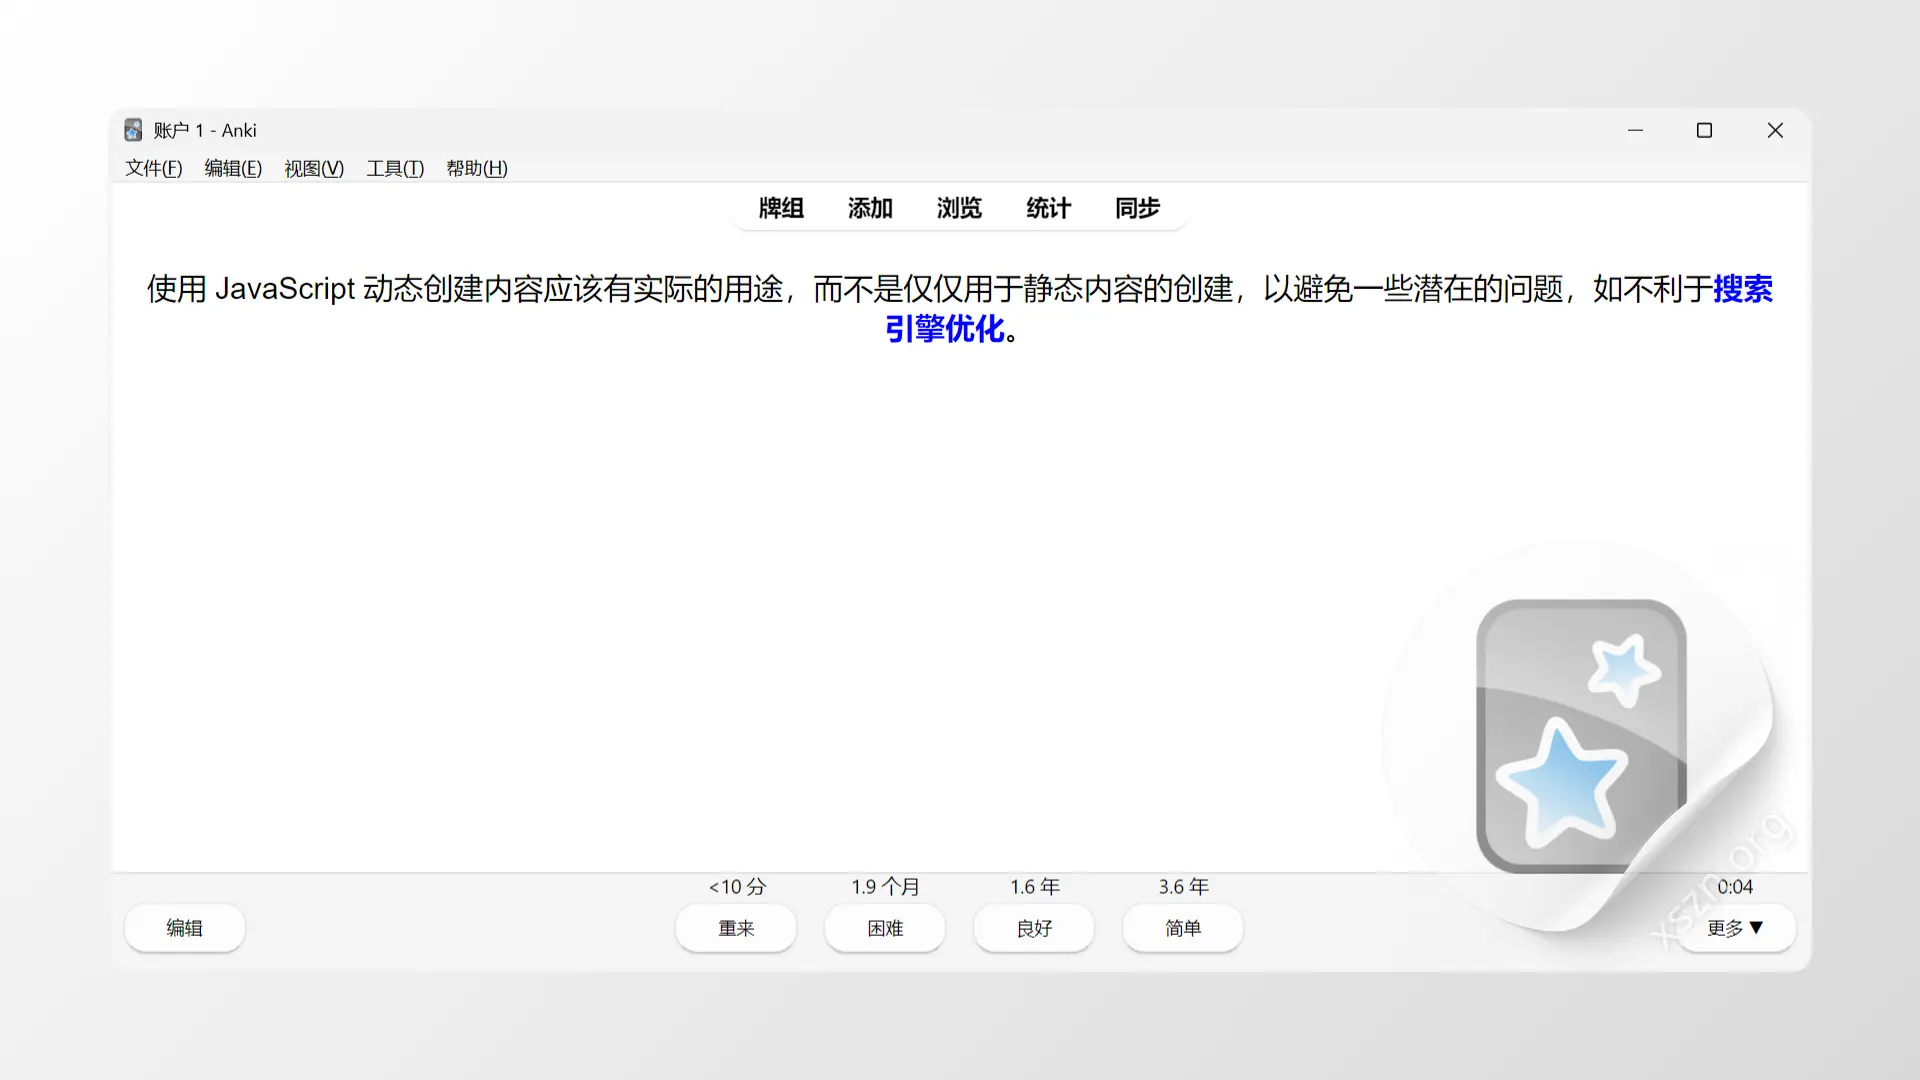 账户 1 - Anki
文件(F) 编辑(E) 视图(V) 工具(T) 帮助(H)
牌组 添加 浏览 统计 同步
使用 JavaScript 动态创建内容应该有实际的用途，而不是仅仅用于静态内容的创建，以避免一些潜在的问题，如不利于搜索
引擎优化。
<10 分 1.9 个月 1.6 年 3.6 年 0:04
编辑 重来 困难 良好 简单 更多▼
xszn.org